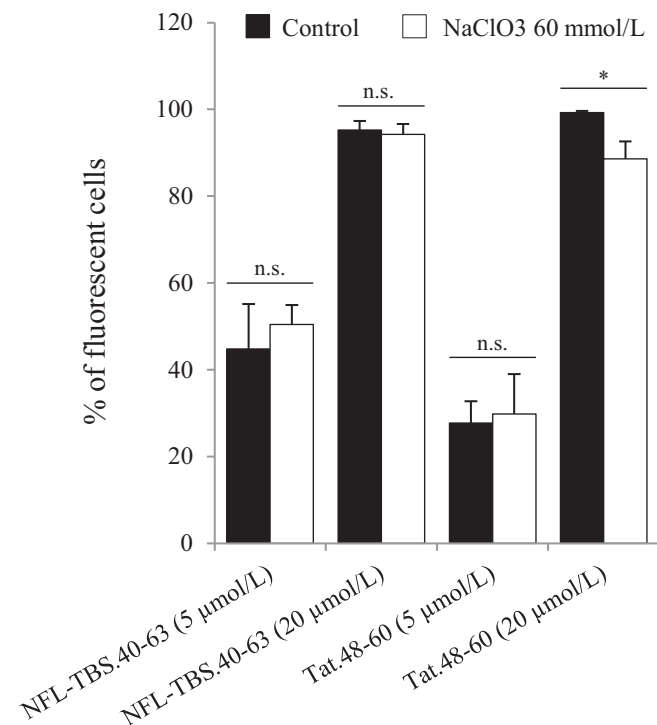 120
Control
NaClO3 60 mmol/L
100
80
60
40
20
0
% of fluorescent cells
n.s.
n.s.
n.s.
*
NFL-TBS.40-63 (5 μmol/L)
NFL-TBS.40-63 (20 μmol/L)
Tat.48-60 (5 μmol/L)
Tat.48-60 (20 μmol/L)